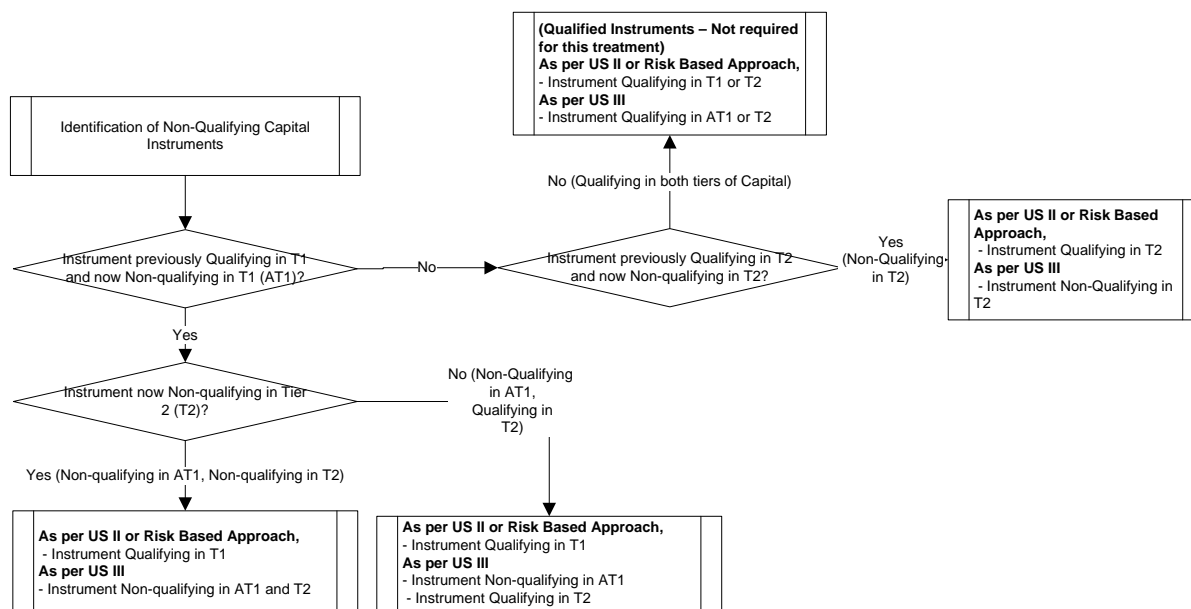 (Qualified Instruments – Not required
for this treatment)
As per US II or Risk Based Approach,
- Instrument Qualifying in T1 or T2
As per US III
- Instrument Qualifying in AT1 or T2
Identification of Non-Qualifying Capital
Instruments
No (Qualifying in both tiers of Capital)
Instrument previously Qualifying in T1
and now Non-qualifying in T1 (AT1)?
No
Instrument previously Qualifying in T2
and now Non-qualifying in T2?
Yes
(Non-Qualifying
in T2)
As per US II or Risk Based
Approach,
- Instrument Qualifying in T2
As per US III
- Instrument Non-Qualifying in
T2
Yes
Instrument now Non-qualifying in Tier
2 (T2)?
No (Non-Qualifying
in AT1,
Qualifying in
T2)
Yes (Non-qualifying in AT1, Non-qualifying in T2)
As per US II or Risk Based Approach,
- Instrument Qualifying in T1
As per US III
- Instrument Non-qualifying in AT1 and T2
As per US II or Risk Based Approach,
- Instrument Qualifying in T1
As per US III
- Instrument Non-qualifying in AT1
- Instrument Qualifying in T2